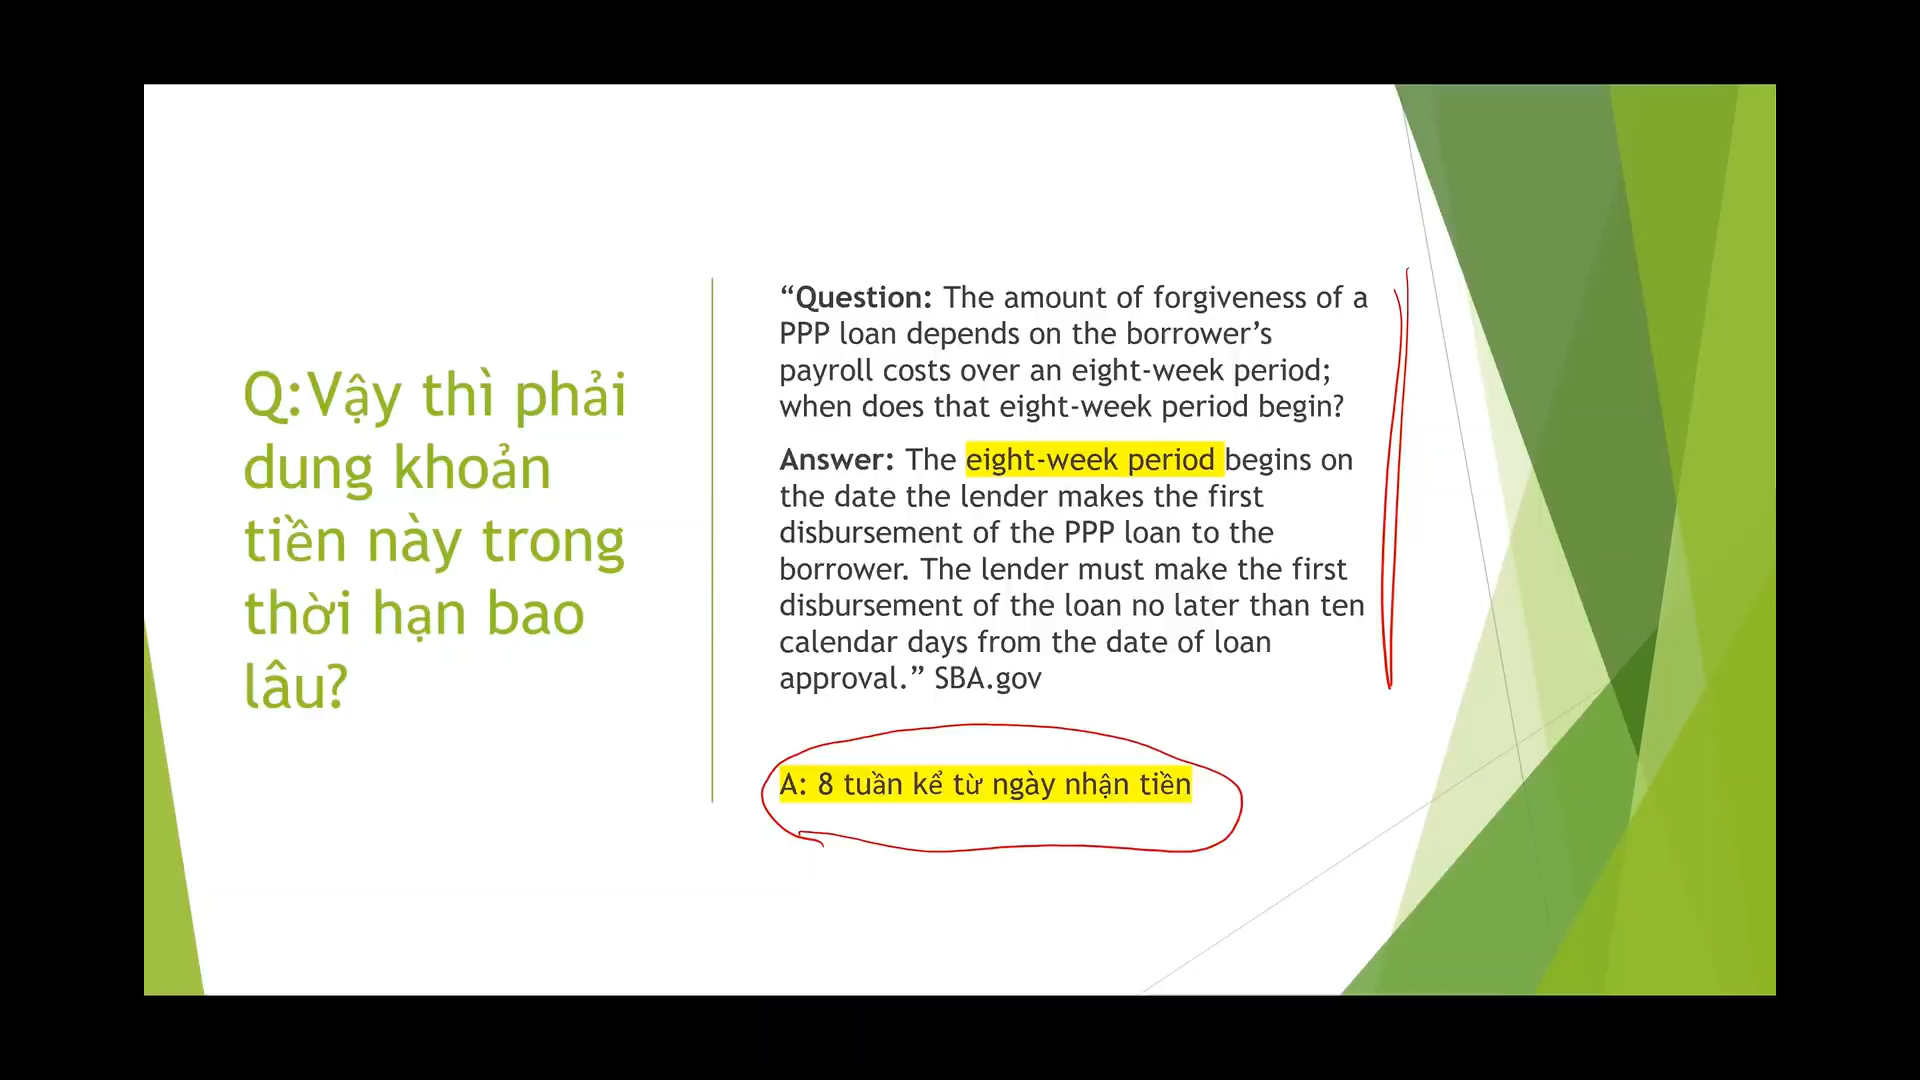 Q:Vậy thì phải
dung khoản
tiền này trong
thời hạn bao
lâu?
“Question: The amount of forgiveness of a
PPP loan depends on the borrower’s
payroll costs over an eight-week period;
when does that eight-week period begin?
Answer: The eight-week period begins on
the date the lender makes the first
disbursement of the PPP loan to the
borrower. The lender must make the first
disbursement of the loan no later than ten
calendar days from the date of loan
approval.” SBA.gov
A: 8 tuần kể từ ngày nhận tiền